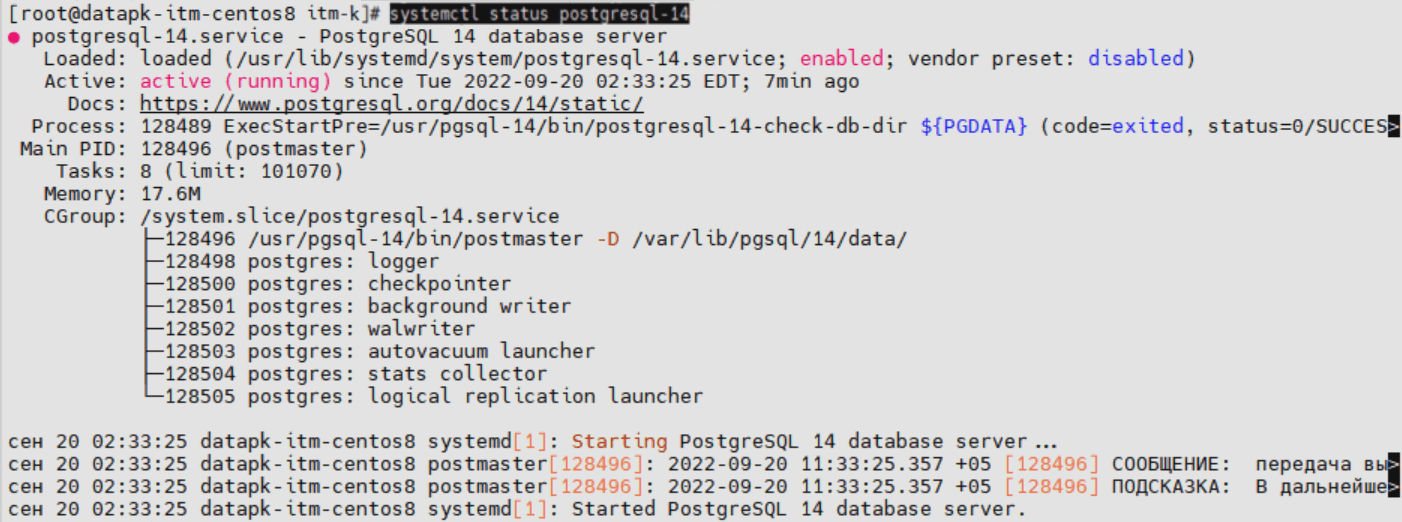 [root@datapk-itm-centos8 itm-k]# systemctl status postgresql-14
● postgresql-14.service - PostgreSQL 14 database server
Loaded: loaded (/usr/lib/systemd/system/postgresql-14.service; enabled; vendor preset: disabled)
Active: active (running) since Tue 2022-09-20 02:33:25 EDT; 7min ago
Docs: https://www.postgresql.org/docs/14/static/
Process: 128489 ExecStartPre=/usr/pgsql-14/bin/postgresql-14-check-db-dir ${PGDATA} (code=exited, status=0/SUCCES>
Main PID: 128496 (postmaster)
Tasks: 8 (limit: 101070)
Memory: 17.6M
CGroup: /system.slice/postgresql-14.service
├─128496 /usr/pgsql-14/bin/postmaster -D /var/lib/pgsql/14/data/
├─128498 postgres: logger
├─128500 postgres: checkpointer
├─128501 postgres: background writer
├─128502 postgres: walwriter
├─128503 postgres: autovacuum launcher
├─128504 postgres: stats collector
└─128505 postgres: logical replication launcher
сен 20 02:33:25 datapk-itm-centos8 systemd[1]: Starting PostgreSQL 14 database server...
сен 20 02:33:25 datapk-itm-centos8 postmaster[128496]: 2022-09-20 11:33:25.357 +05 [128496] СООБЩЕНИЕ:  передача вы>
сен 20 02:33:25 datapk-itm-centos8 postmaster[128496]: 2022-09-20 11:33:25.357 +05 [128496] ПОДСКАЗКА:  В дальнейше>
сен 20 02:33:25 datapk-itm-centos8 systemd[1]: Started PostgreSQL 14 database server.